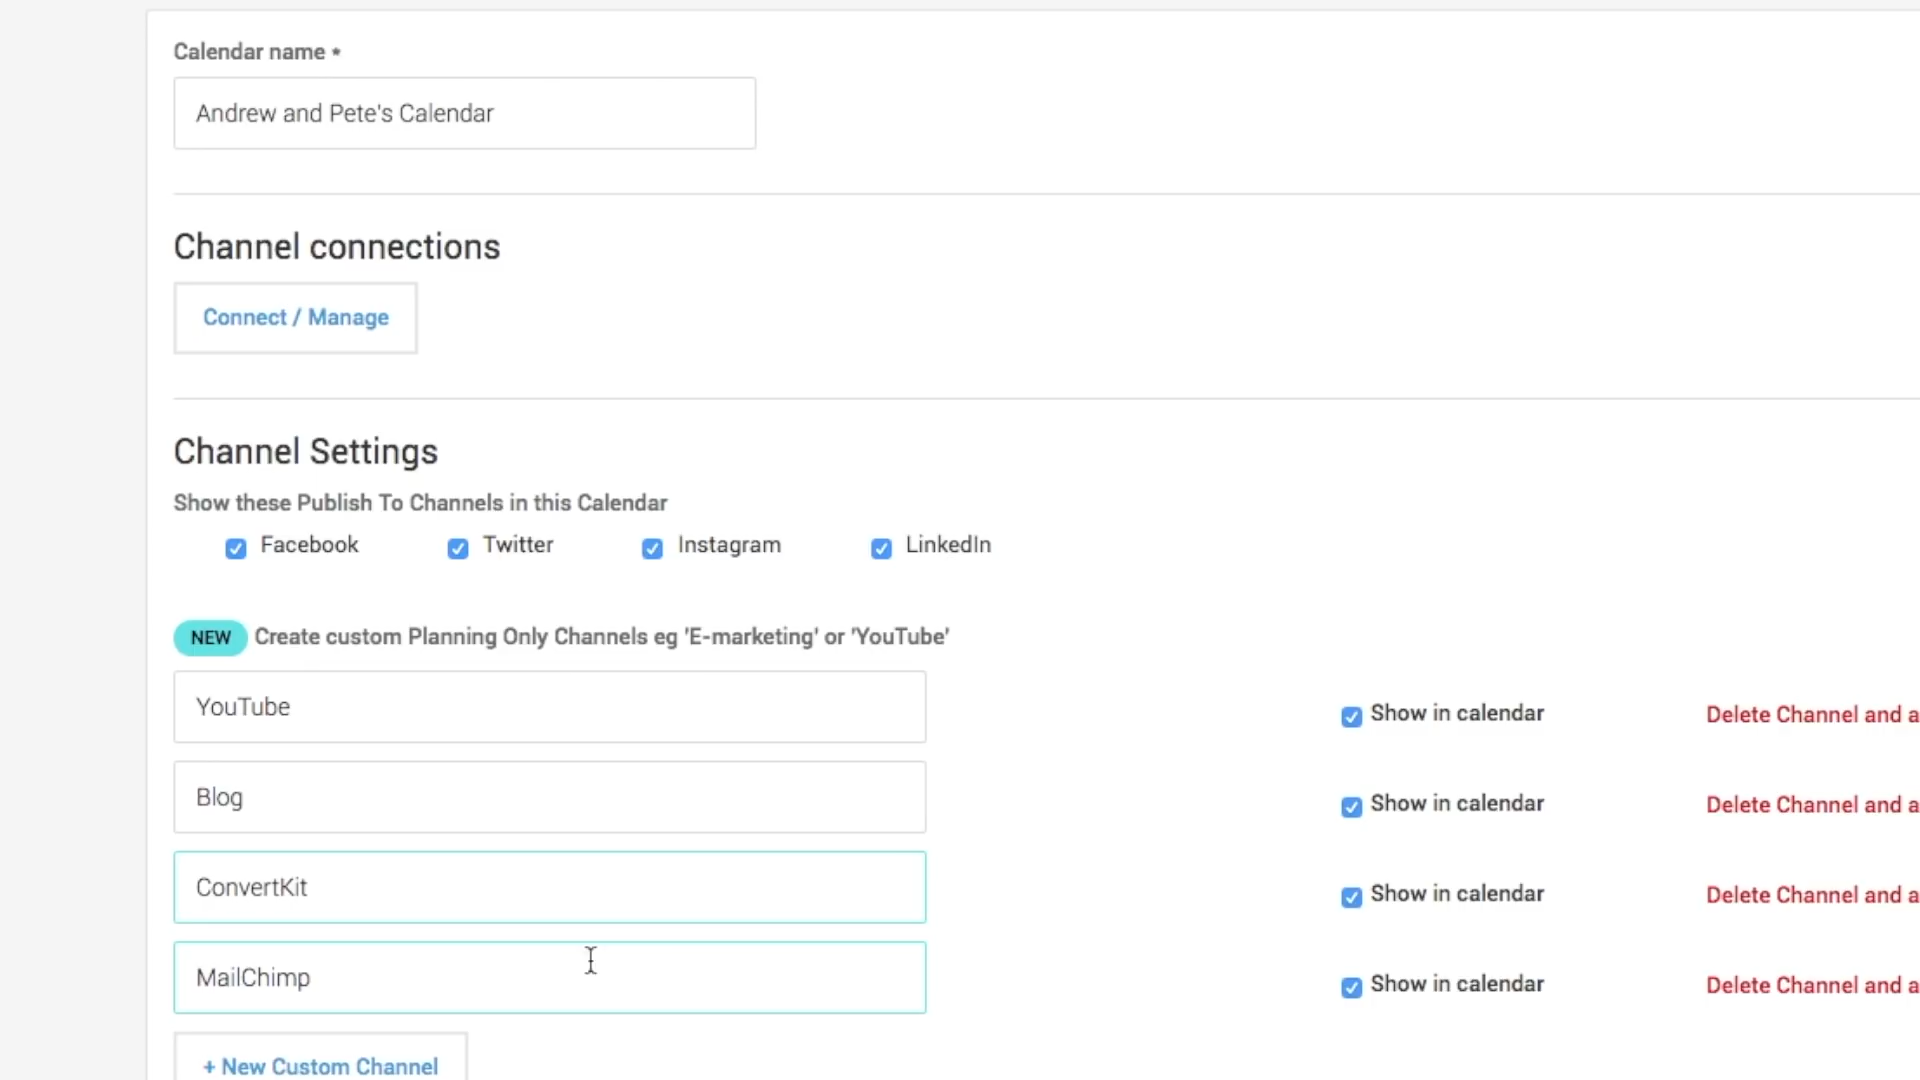 Calendar name *
Andrew and Pete's Calendar
Channel connections
Connect / Manage
Channel Settings
Show these Publish To Channels in this Calendar
Facebook Twitter Instagram LinkedIn
NEW Create custom Planning Only Channels eg 'E-marketing' or 'YouTube'
YouTube Show in calendar Delete Channel and a
Blog Show in calendar Delete Channel and a
ConvertKit Show in calendar Delete Channel and a
MailChimp Show in calendar Delete Channel and a
+ New Custom Channel